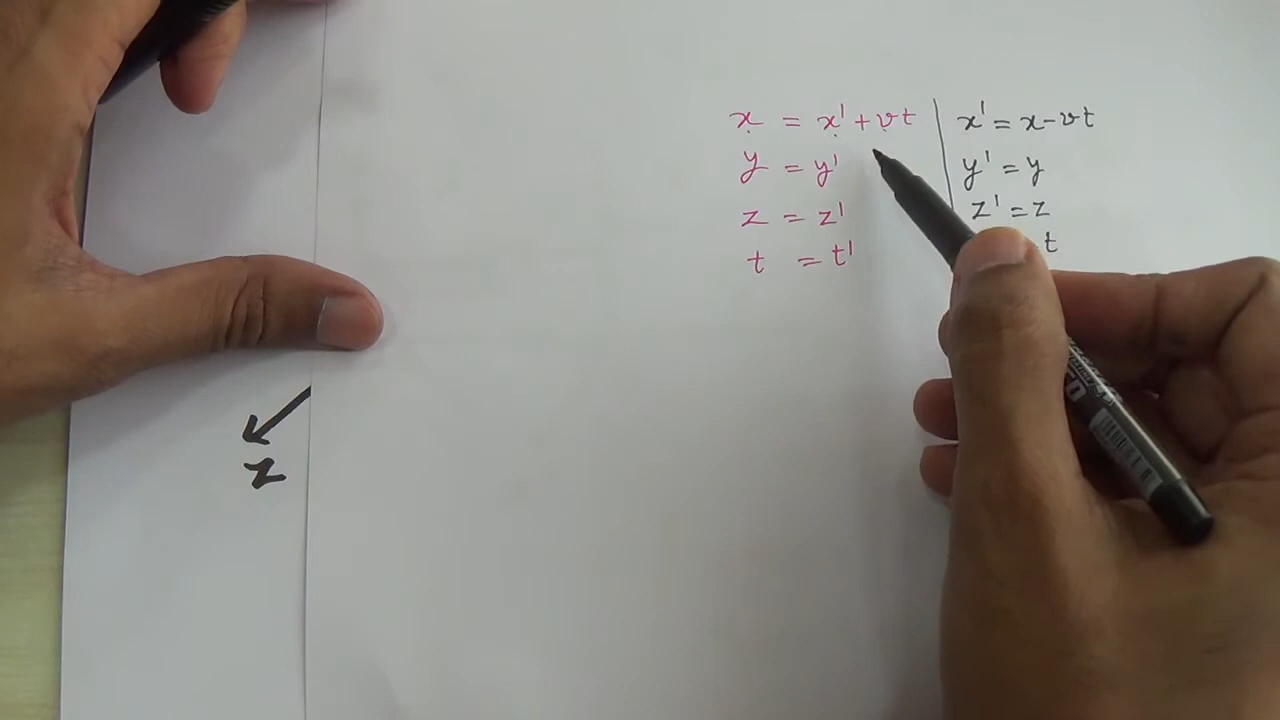 x = x' + vt | x' = x - vt
y = y' | y' = y
z = z' | z' = z
t = t' | t
z